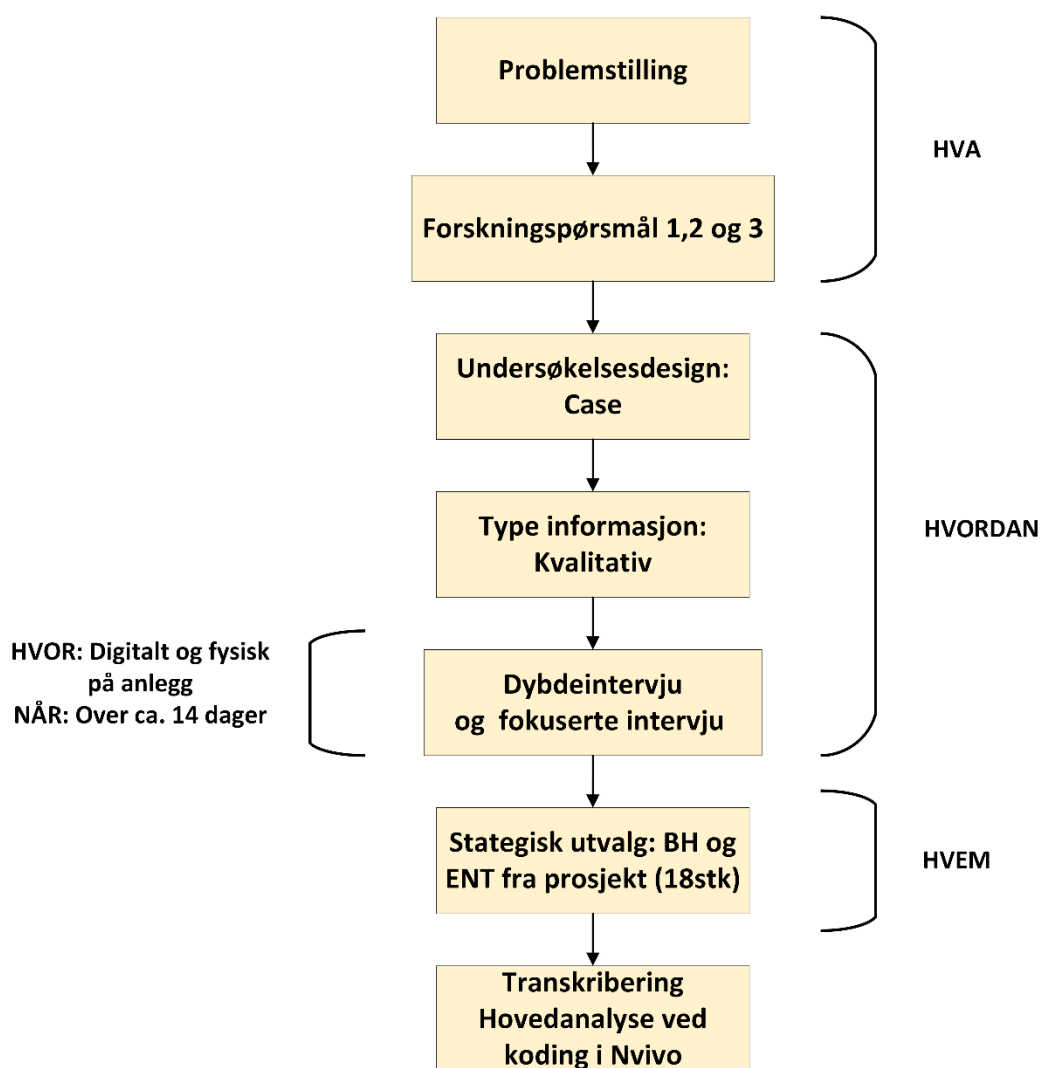 Problemstilling
HVA
Forskningspørsmål 1,2 og 3
Undersøkelsesdesign:
Case
Type informasjon:
Kvalitativ
HVORDAN
HVOR: Digitalt og fysisk
på anlegg
NÅR: Over ca. 14 dager
Dybdeintervju
og fokuserte intervju
Stategisk utvalg: BH og
ENT fra prosjekt (18stk)
HVEM
Transkribering
Hovedanalyse ved
koding i Nvivo